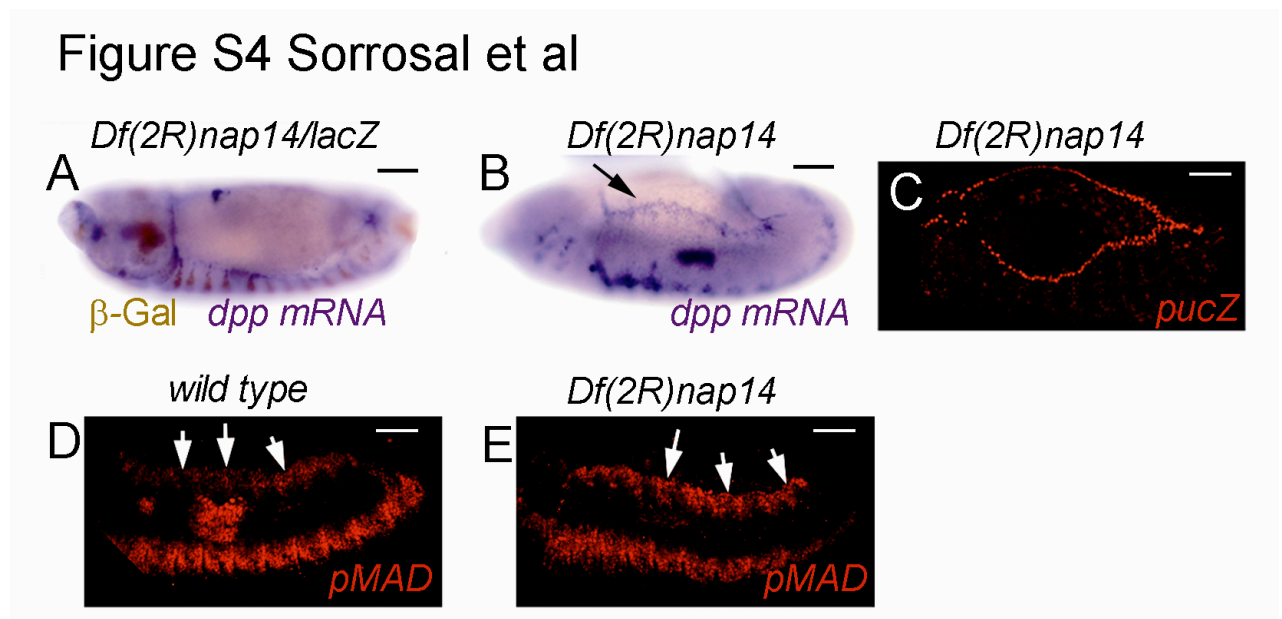 Figure S4 Sorrosal et al
Df(2R)nap14/lacZ
A
β-Gal dpp mRNA
Df(2R)nap14
B
dpp mRNA
Df(2R)nap14
C
pucZ
wild type
D
pMAD
Df(2R)nap14
E
pMAD